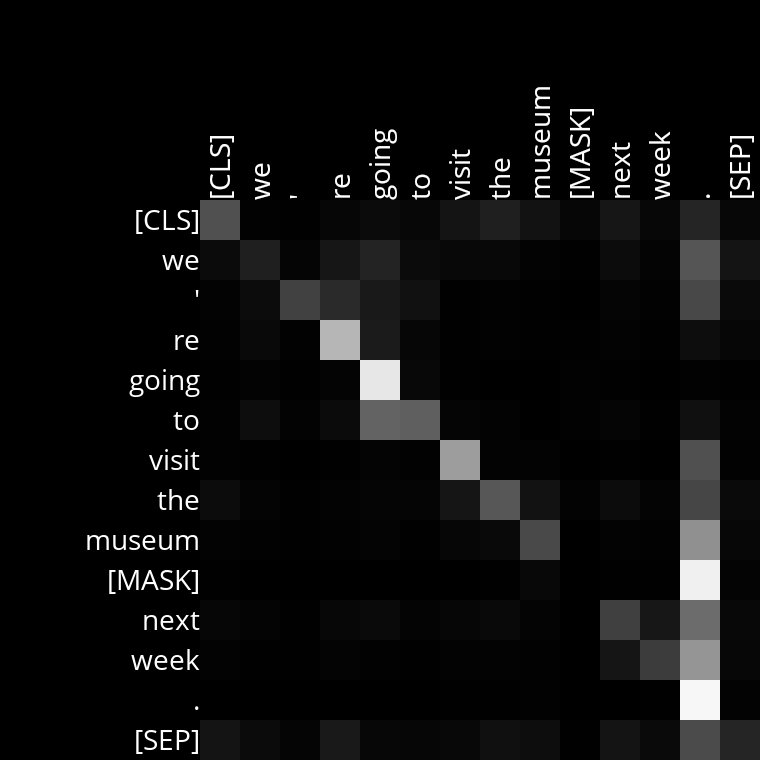 [CLS] we ' re going to visit the museum [MASK] next week . [SEP]
[CLS]
we
'
re
going
to
visit
the
museum
[MASK]
next
week
.
[SEP]